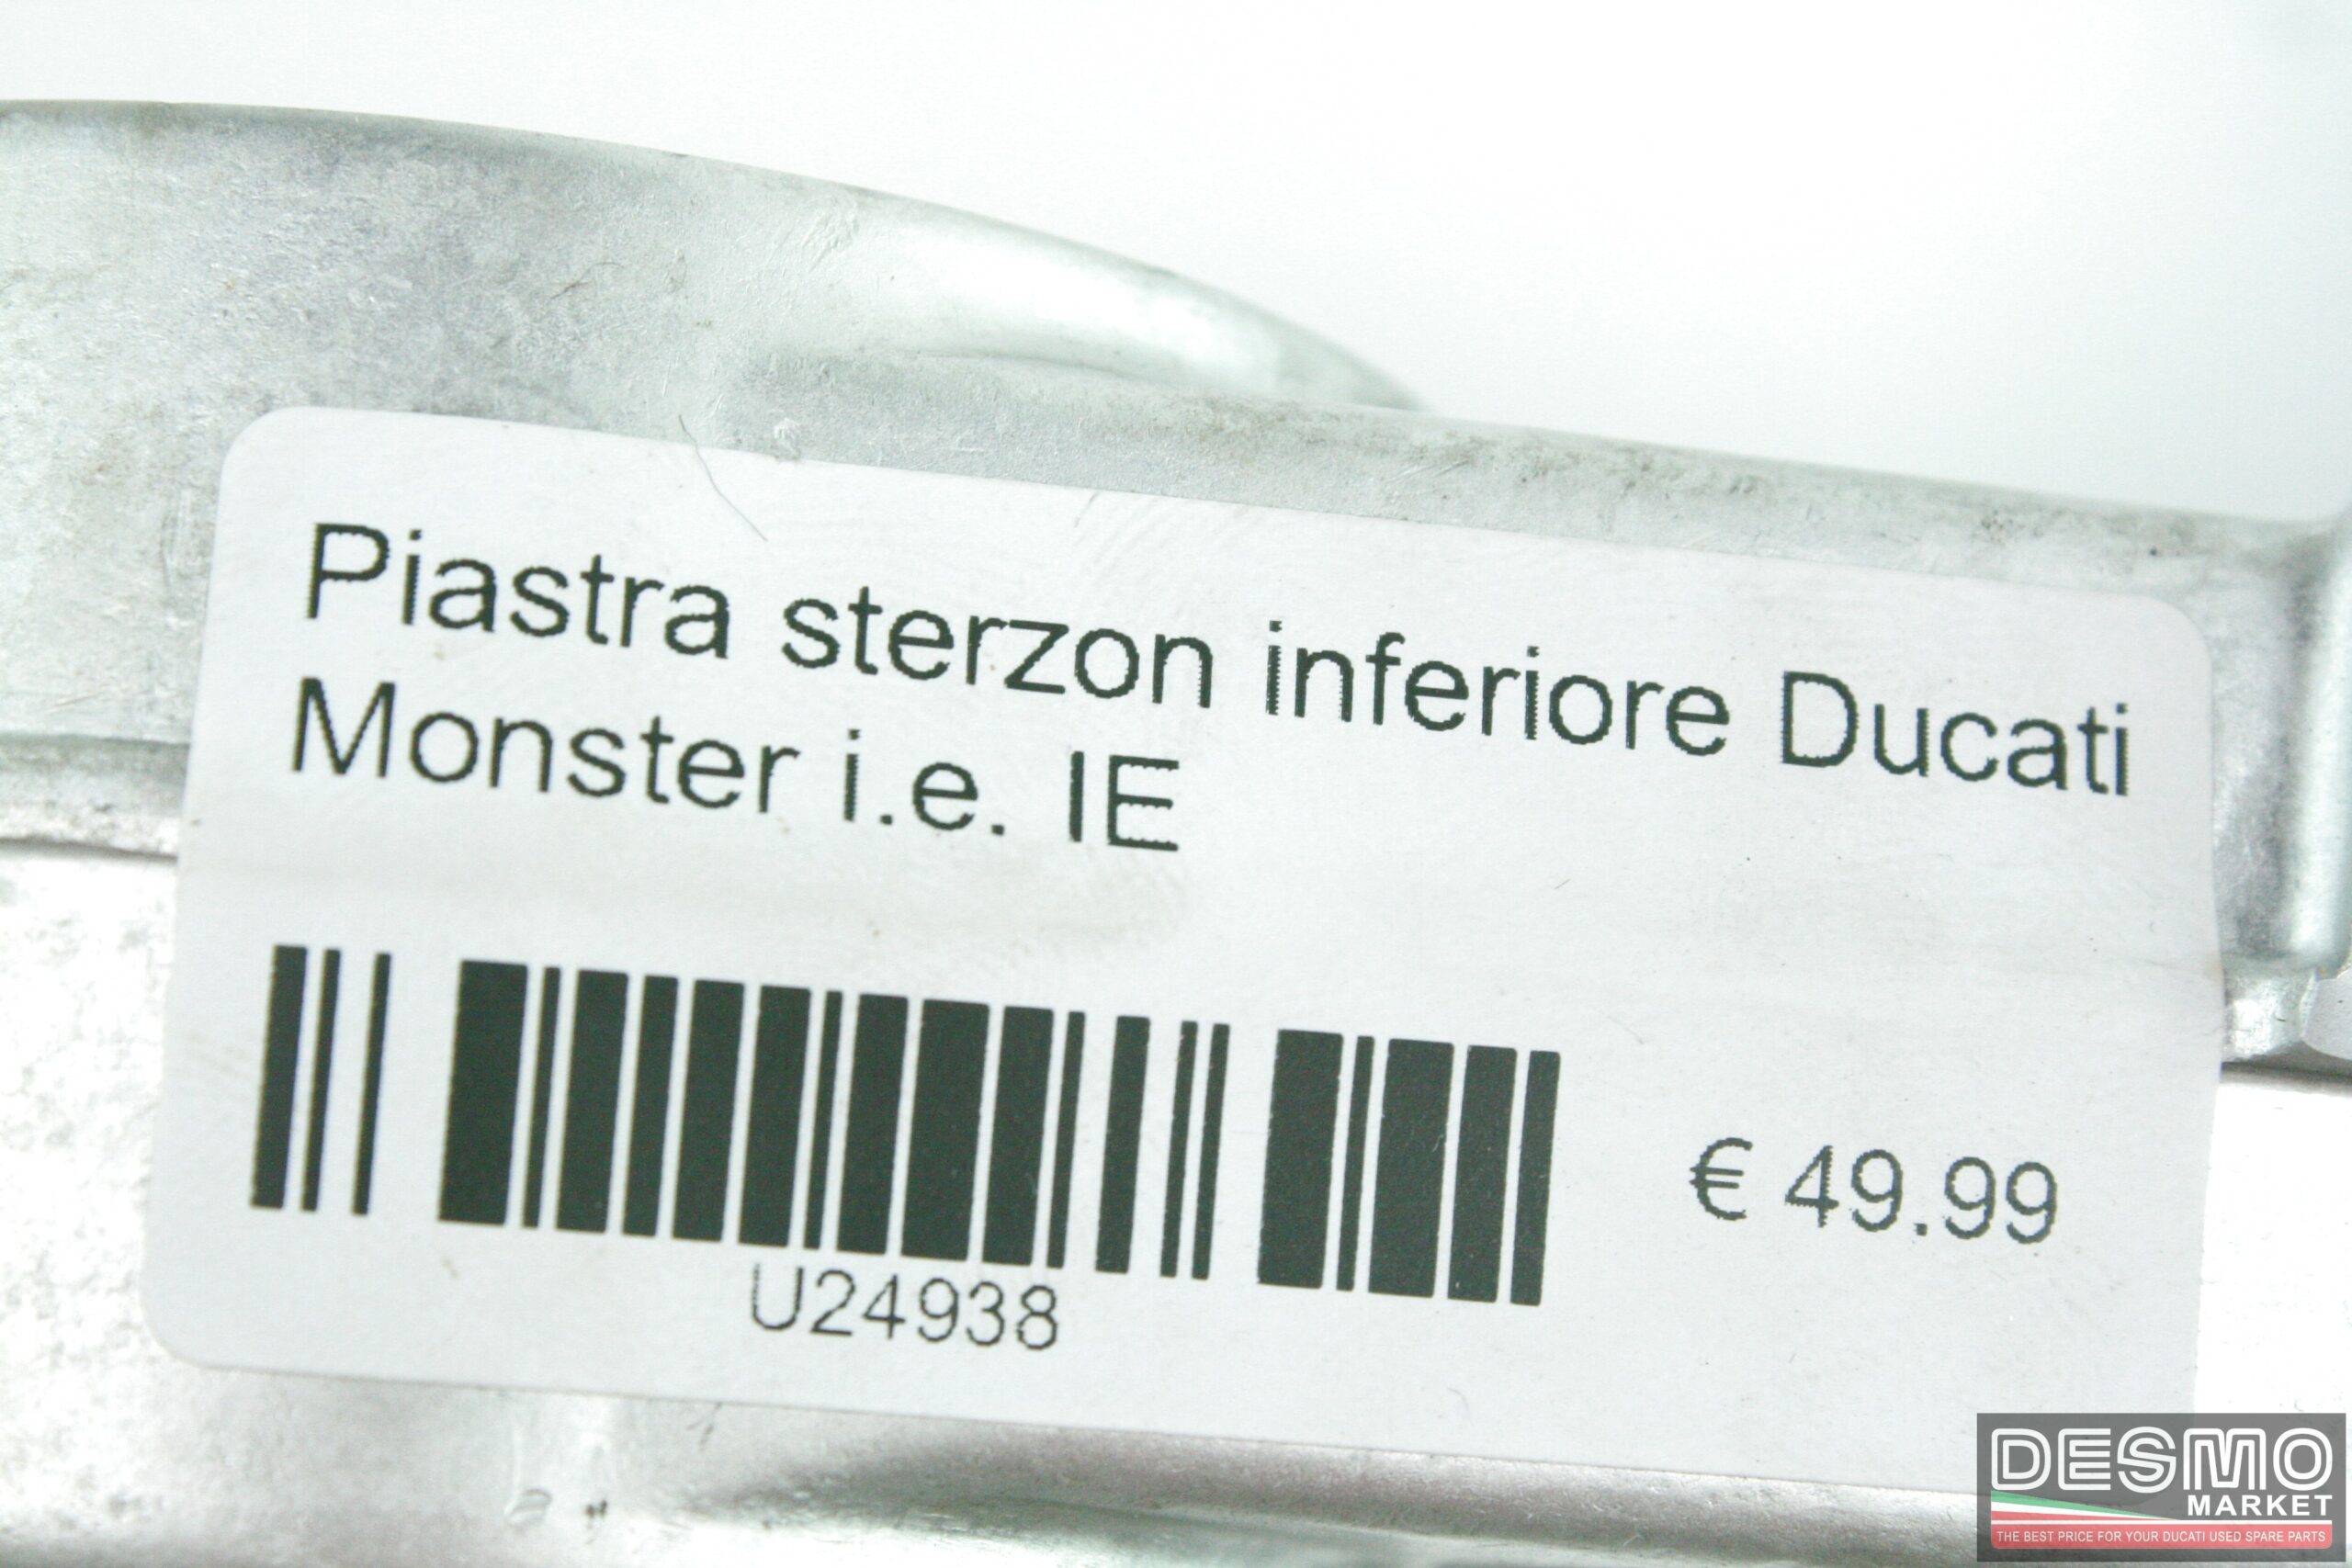 Piastra sterzon inferiore Ducati
Monster i.e. IE
€ 49.99
U24938
DESMO
MARKET
THE BEST PRICE FOR YOUR DUCATI USED SPARE PARTS